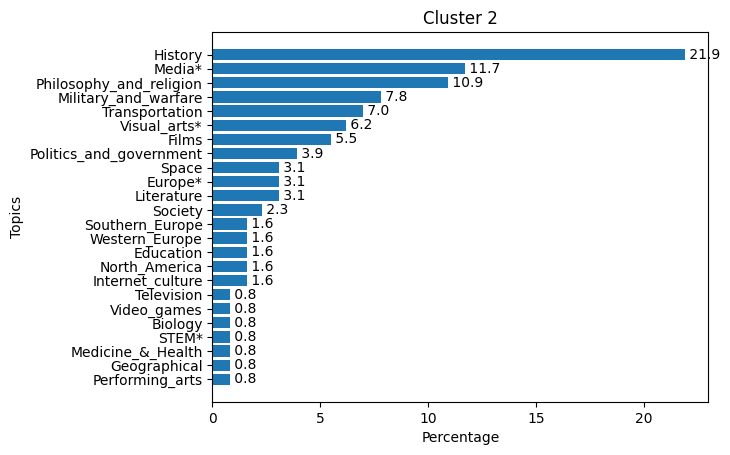 Cluster 2
History 21.9
Media* 11.7
Philosophy_and_religion 10.9
Military_and_warfare 7.8
Transportation 7.0
Visual_arts* 6.2
Films 5.5
Politics_and_government 3.9
Space 3.1
Europe* 3.1
Literature 3.1
Society 2.3
Southern_Europe 1.6
Western_Europe 1.6
Education 1.6
North_America 1.6
Internet_culture 1.6
Television 0.8
Video_games 0.8
Biology 0.8
STEM* 0.8
Medicine_&_Health 0.8
Geographical 0.8
Performing_arts 0.8
Topics
0 5 10 15 20
Percentage